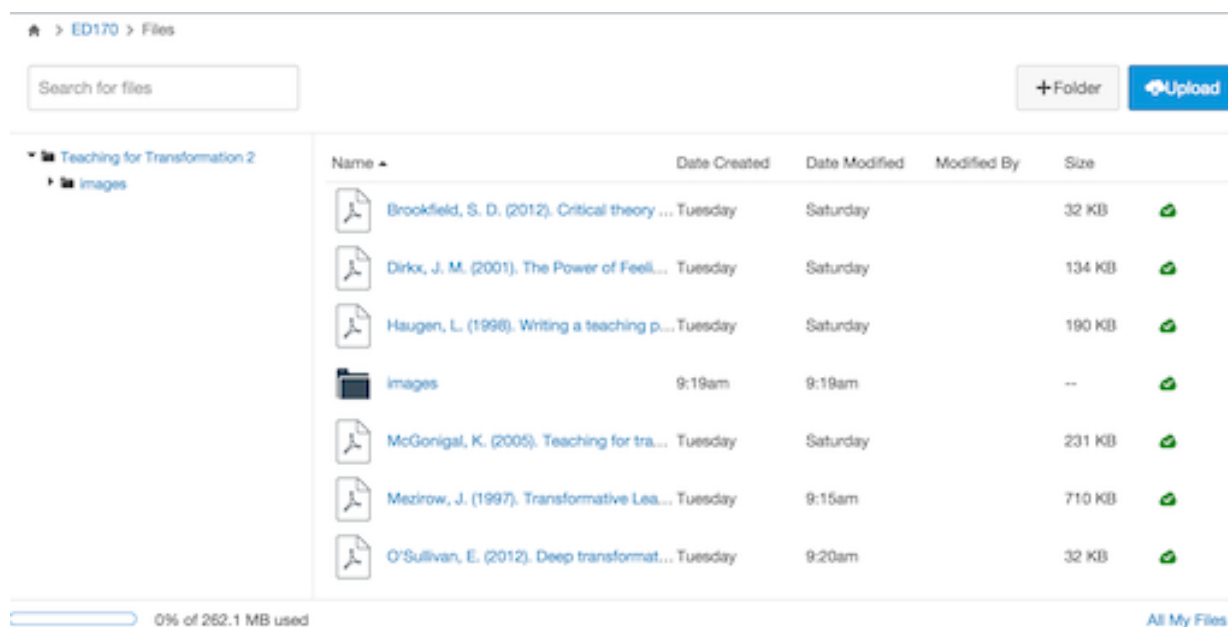 > ED170 > Files
Search for files
+Folder
Upload
Teaching for Transformation 2
images
Name Date Created Date Modified Modified By Size
Brookfield, S. D. (2012). Critical theory ... Tuesday Saturday 32 KB
Dirkx, J. M. (2001). The Power of Feeli... Tuesday Saturday 134 KB
Haugen, L. (1998). Writing a teaching p... Tuesday Saturday 190 KB
images 9:19am 9:19am --
McGonigal, K. (2005). Teaching for tra... Tuesday Saturday 231 KB
Mezirow, J. (1997). Transformative Lea... Tuesday 9:15am 710 KB
O'Sullivan, E. (2012). Deep transformat... Tuesday 9:20am 32 KB
0% of 262.1 MB used
All My Files